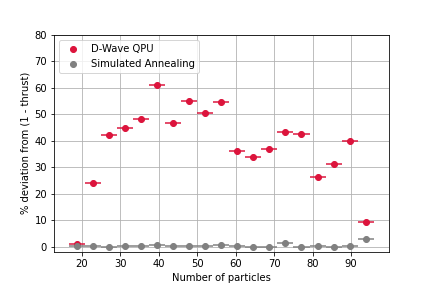 80
70
60
50
40
30
20
10
0
% deviation from (1 - thrust)
D-Wave QPU
Simulated Annealing
20 30 40 50 60 70 80 90
Number of particles